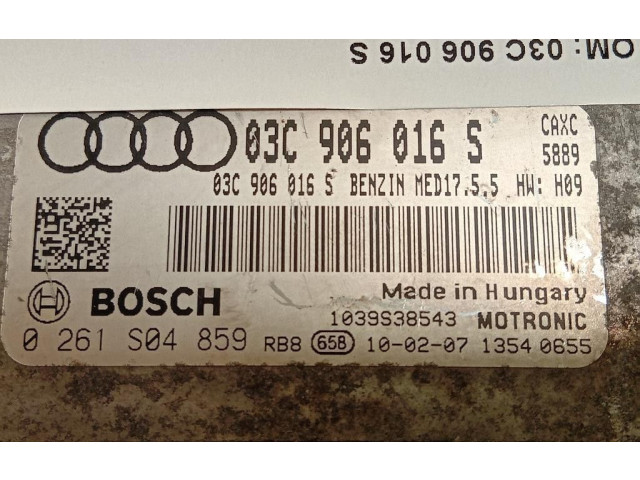 OM: 03C 906 016 S
03C 906 016 S CAXC
5889
03C 906 016 S BENZIN MED17.5.5 HW: H09
BOSCH
Made in Hungary
1039S38543 MOTRONIC
0 261 S04 859 RB8 658 10-02-07 1354 0655